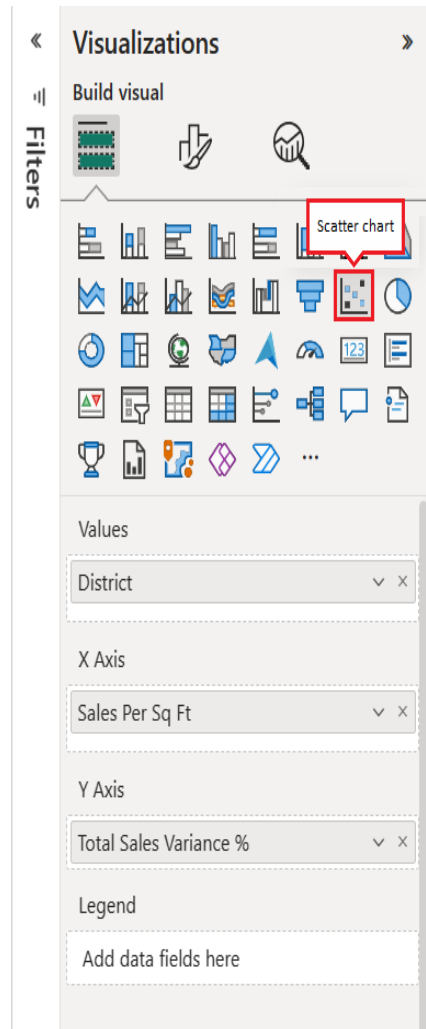 Visualizations
Build visual
Filters
Scatter chart
123
Values
District
X Axis
Sales Per Sq Ft
Y Axis
Total Sales Variance %
Legend
Add data fields here